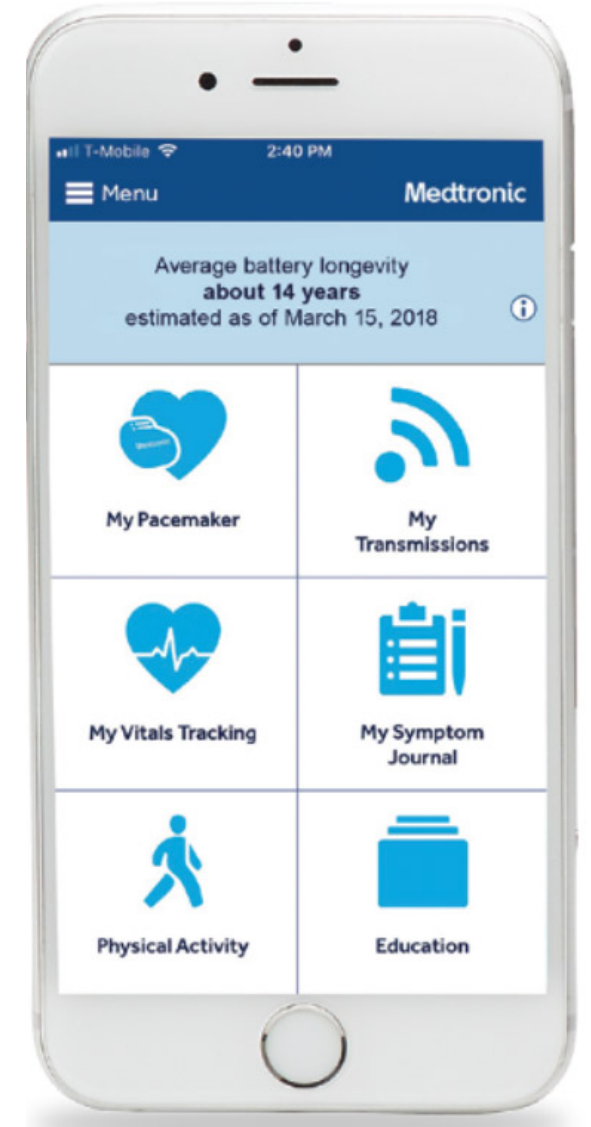 T-Mobile 2:40 PM
Menu Medtronic
Average battery longevity
about 14 years
estimated as of March 15, 2018
Medtronic
My Pacemaker
My
Transmissions
My Vitals Tracking
My Symptom
Journal
Physical Activity
Education